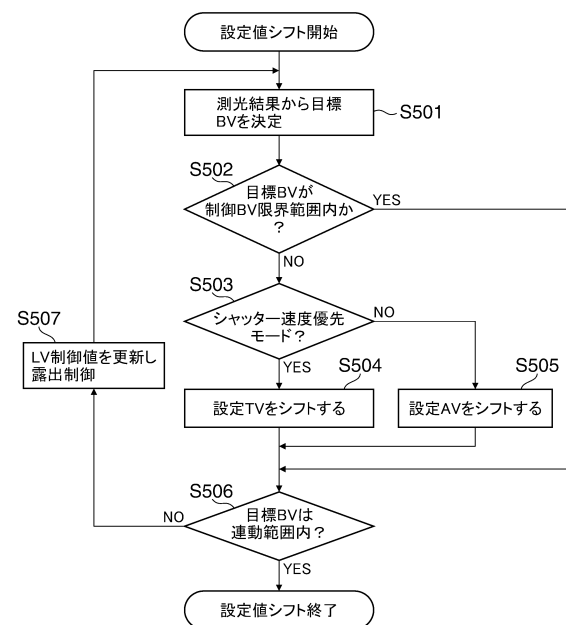 設定値シフト開始
測光結果から目標
BVを決定
S501
S502
目標BVが
制御BV限界範囲内か
？
YES
NO
S503
シャッター速度優先
モード？
NO
YES
S507
LV制御値を更新し
露出制御
S504
設定TVをシフトする
S505
設定AVをシフトする
S506
目標BVは
連動範囲内？
NO
YES
設定値シフト終了